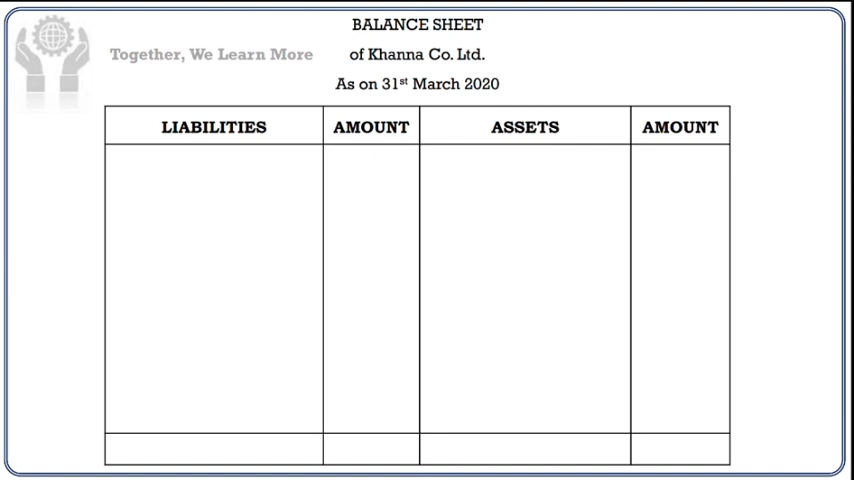 BALANCE SHEET
Together, We Learn More
of Khanna Co. Ltd.
As on 31st March 2020
LIABILITIES AMOUNT ASSETS AMOUNT